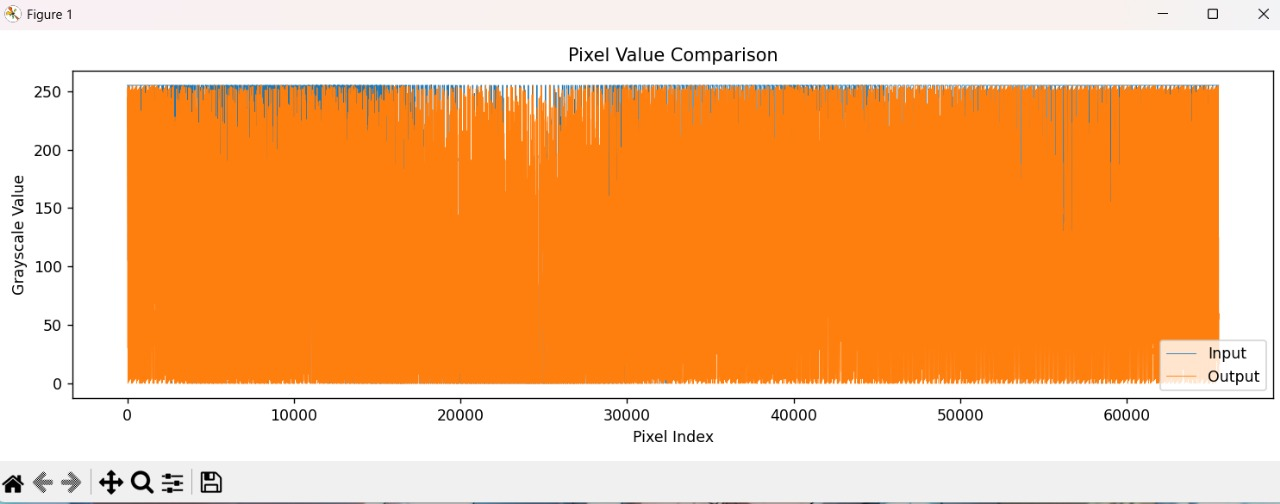 Figure 1
Pixel Value Comparison
250
200
150
100
50
0
Grayscale Value
Input
Output
0 10000 20000 30000 40000 50000 60000
Pixel Index